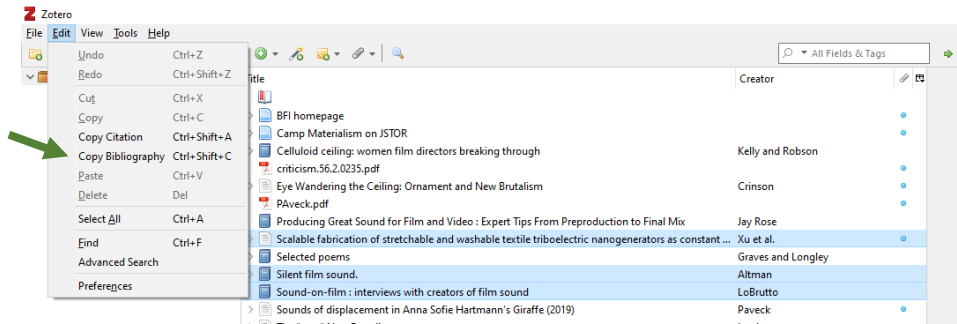 Zotero
File Edit View Tools Help
All Fields & Tags
Undo Ctrl+Z
Redo Ctrl+Shift+Z
Cut Ctrl+X
Copy Ctrl+C
Copy Citation Ctrl+Shift+A
Copy Bibliography Ctrl+Shift+C
Paste Ctrl+V
Delete Del
Select All Ctrl+A
Find Ctrl+F
Advanced Search
Preferences
itle Creator
BFI homepage
Camp Materialism on JSTOR
Celluloid ceiling: women film directors breaking through Kelly and Robson
criticism.56.2.0235.pdf
Eye Wandering the Ceiling: Ornament and New Brutalism Crinson
PAveck.pdf
Producing Great Sound for Film and Video : Expert Tips From Preproduction to Final Mix Jay Rose
Scalable fabrication of stretchable and washable textile triboelectric nanogenerators as constant ... Xu et al.
Selected poems Graves and Longley
Silent film sound. Altman
Sound-on-film : interviews with creators of film sound LoBrutto
Sounds of displacement in Anna Sofie Hartmann's Giraffe (2019) Paveck